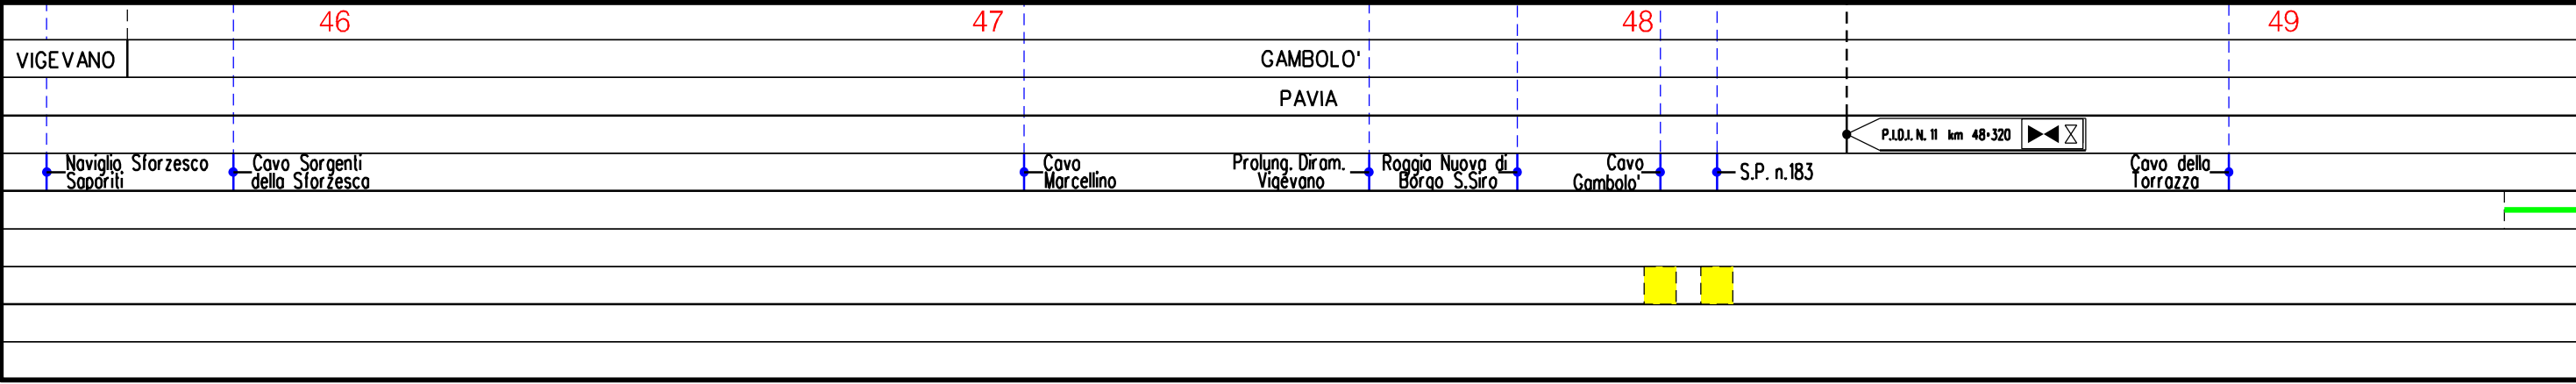 46 47 48 49
VIGEVANO GAMBOLO'
PAVIA
P.I.D.I. N. 11 km 48+320
Naviglio Sforzesco
Saporiti
Cavo Sorgenti
della Sforzesca
Cavo
Marcellino
Prolung. Diram.
Vigevano
Roggia Nuova di
Borgo S.Siro
Cavo
Gambolo'
S.P. n.183
Cavo della
Torrazza